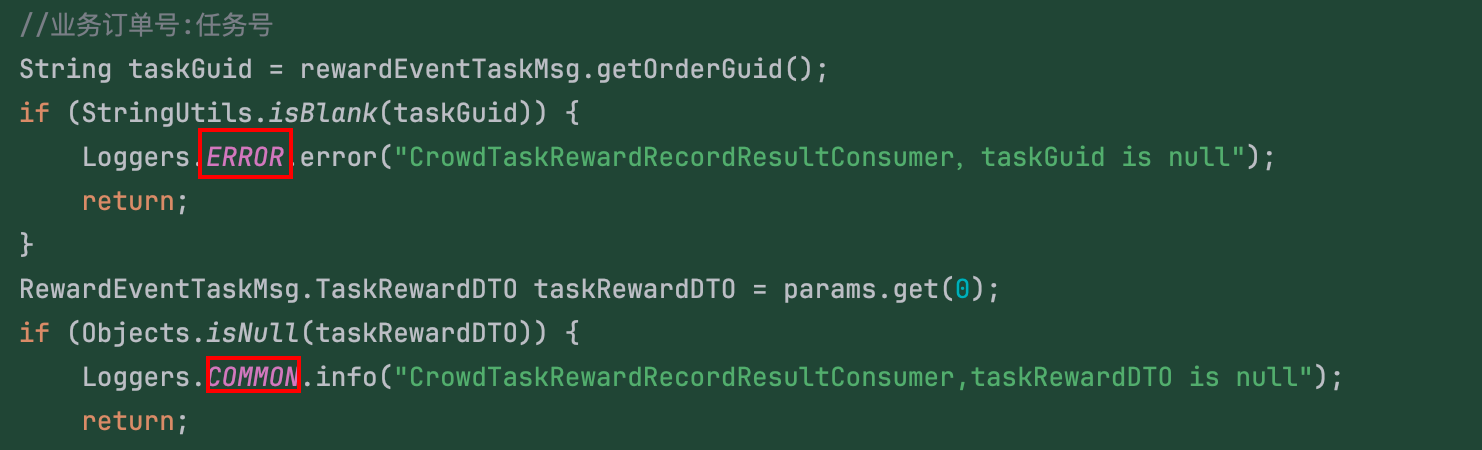 //业务订单号:任务号
String taskGuid = rewardEventTaskMsg.getOrderGuid();
if (StringUtils.isBlank(taskGuid)) {
Loggers.ERROR.error("CrowdTaskRewardRecordResultConsumer, taskGuid is null");
return;
}
RewardEventTaskMsg.TaskRewardDTO taskRewardDTO = params.get(0);
if (Objects.isNull(taskRewardDTO)) {
Loggers.COMMON.info("CrowdTaskRewardRecordResultConsumer,taskRewardDTO is null");
return;